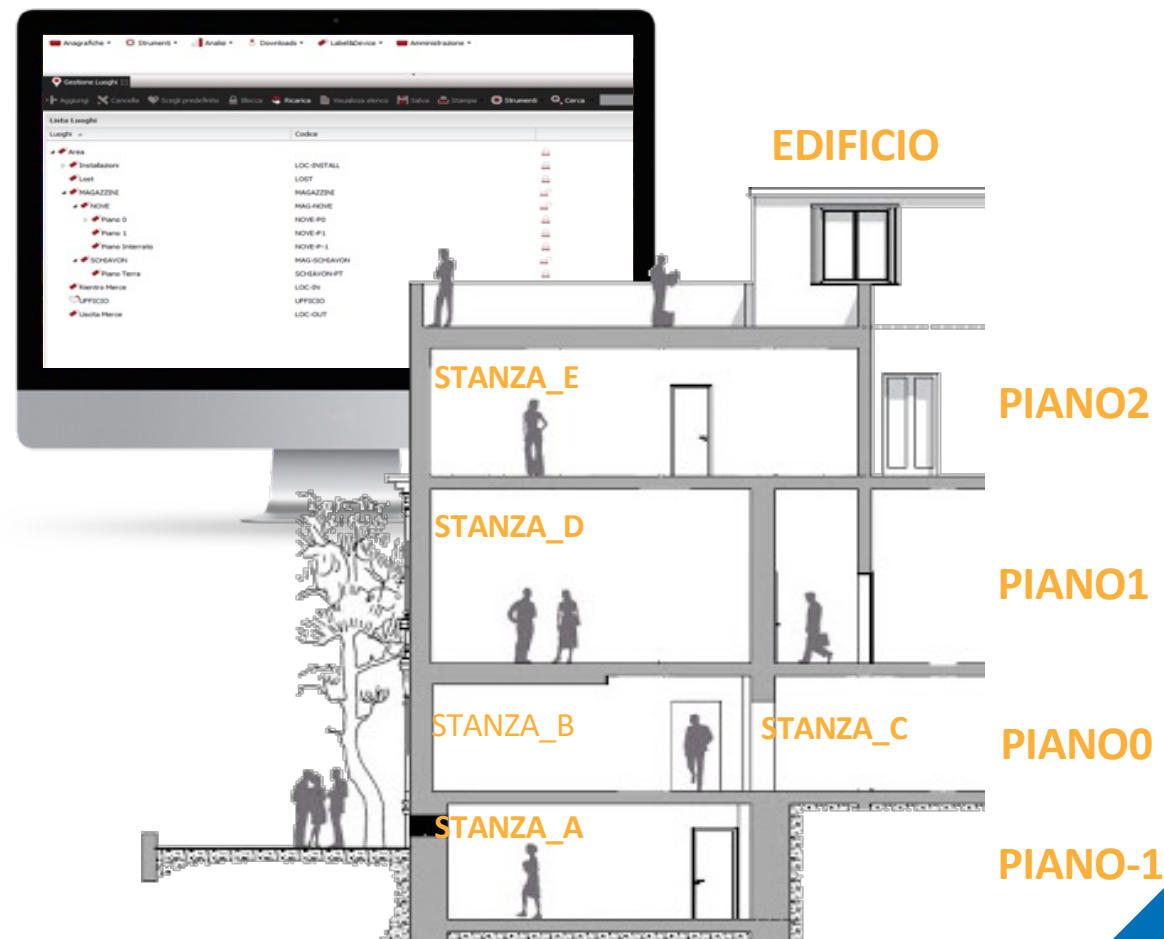 Anagrafiche Strumenti Analisi Downloads Label&Device Amministrazione
Gestione Luoghi
Aggiungi Cancella Scegli predefinito Blocca Ricarica Visualizza elenco Salva Stampa Strumenti Cerca
Lista Luoghi
Luoghi Codice
Area
Installazioni LOC-INSTALL
Lost LOST
MAGAZZINI MAGAZZINI
NOVE MAG-NOVE
Piano 0 NOVE-P0
Piano 1 NOVE-P1
Piano Interrato NOVE-P-1
SCHIAVON MAG-SCHIAVON
Piano Terra SCHIAVON-PT
Rientro Merce LOC-IN
UFFICIO UFFICIO
Uscita Merce LOC-OUT
EDIFICIO
STANZA_E
PIANO2
STANZA_D
PIANO1
STANZA_B STANZA_C
PIANO0
STANZA_A
PIANO-1